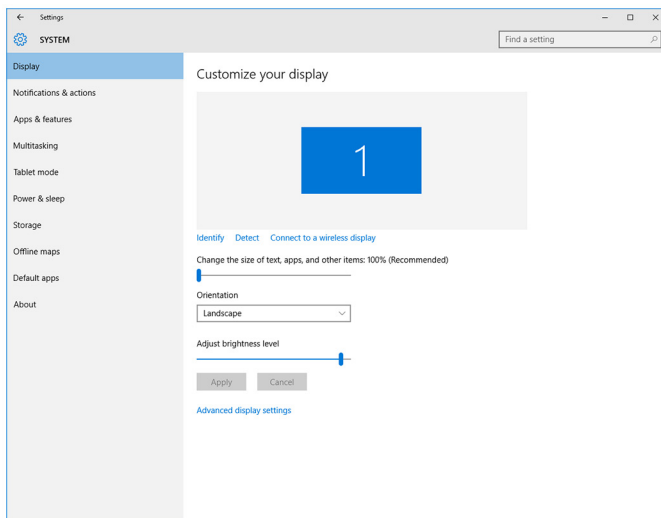 Settings
SYSTEM
Find a setting
Display
Notifications & actions
Apps & features
Multitasking
Tablet mode
Power & sleep
Storage
Offline maps
Default apps
About
Customize your display
1
Identify Detect Connect to a wireless display
Change the size of text, apps, and other items: 100% (Recommended)
Orientation
Landscape
Adjust brightness level
Apply Cancel
Advanced display settings